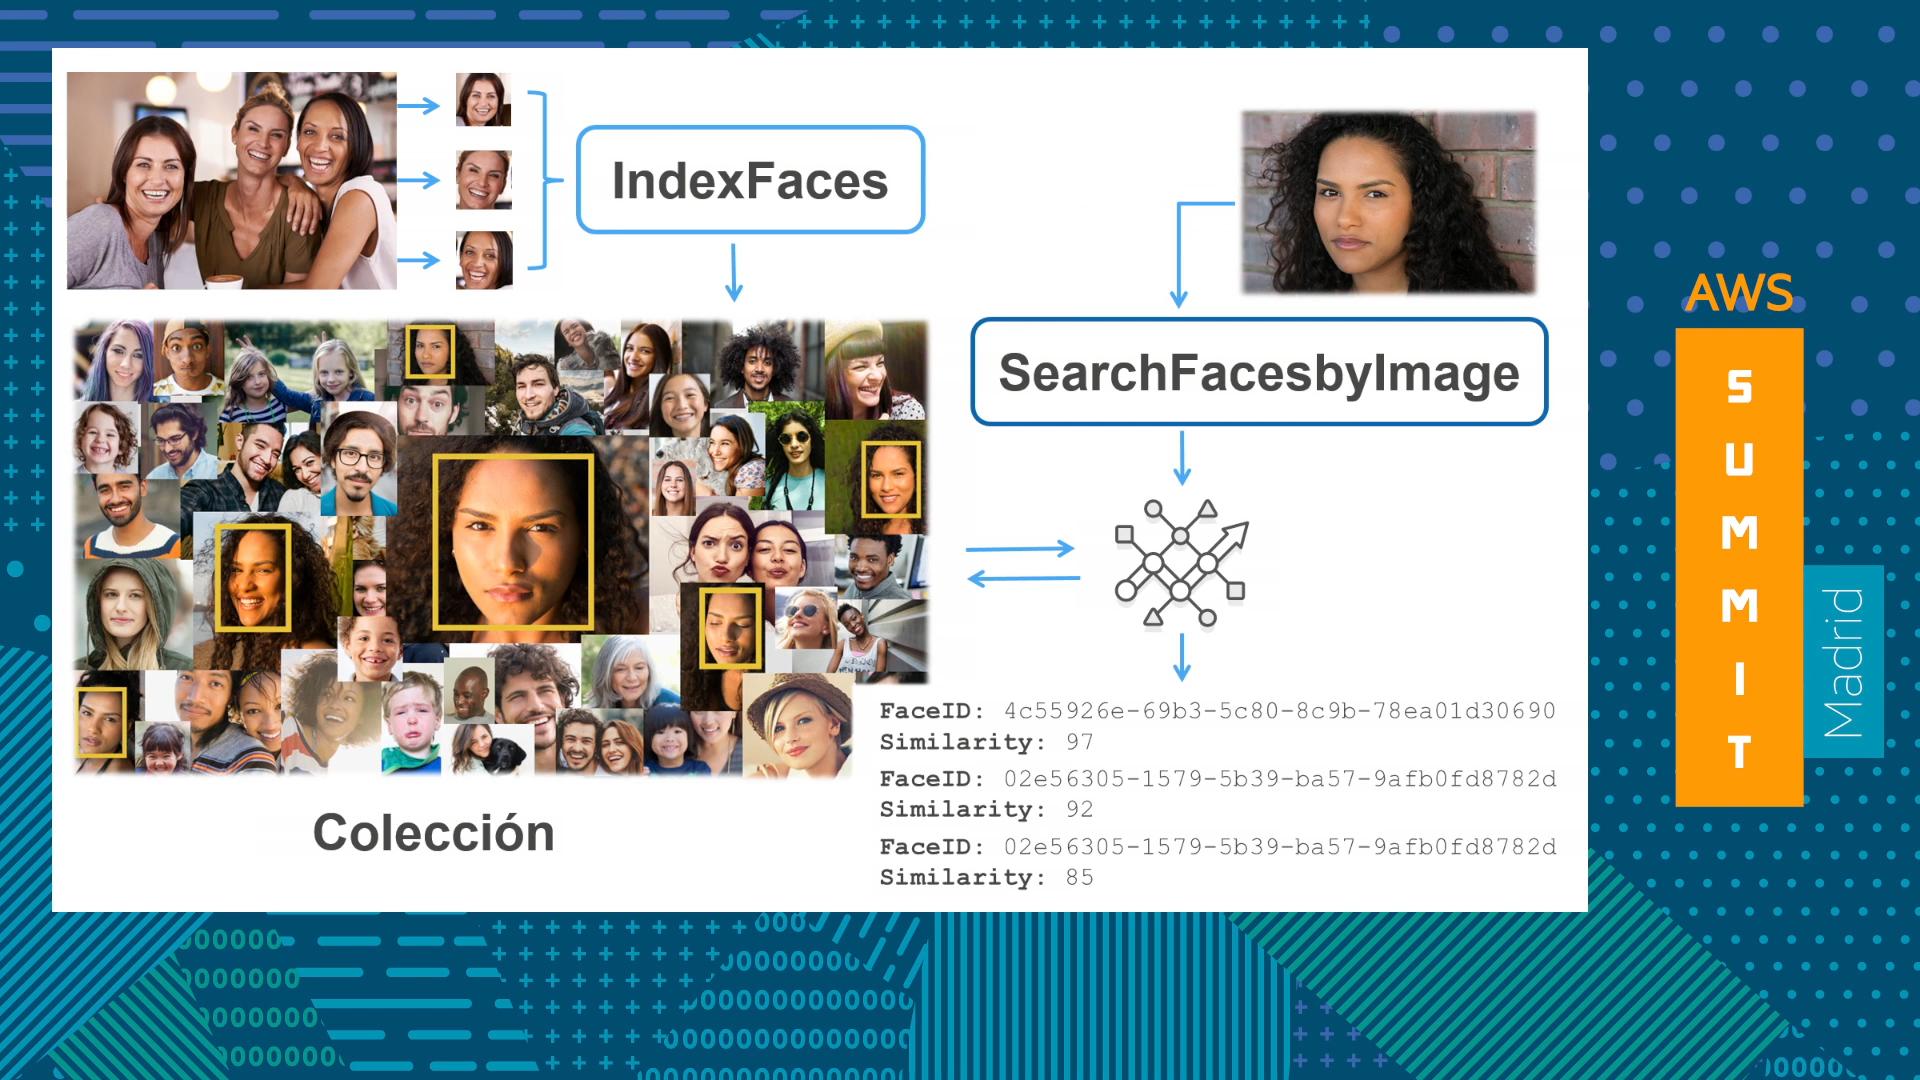 IndexFaces
SearchFacesbyImage
Colección
FaceID: 4c55926e-69b3-5c80-8c9b-78ea01d30690
Similarity: 97
FaceID: 02e56305-1579-5b39-ba57-9afb0fd8782d
Similarity: 92
FaceID: 02e56305-1579-5b39-ba57-9afb0fd8782d
Similarity: 85
AWS
SUMMIT
Madrid